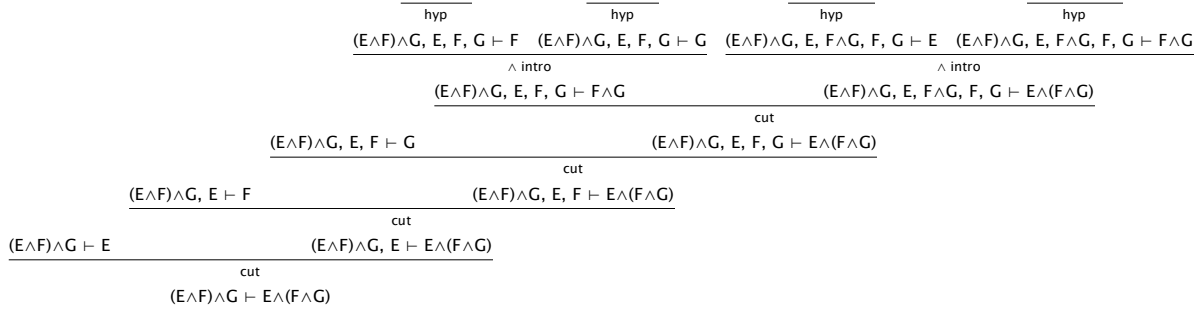 hyp hyp hyp hyp
(E∧F)∧G, E, F, G ⊢ F (E∧F)∧G, E, F, G ⊢ G (E∧F)∧G, E, F∧G, F, G ⊢ E (E∧F)∧G, E, F∧G, F, G ⊢ F∧G
∧ intro ∧ intro
(E∧F)∧G, E, F, G ⊢ F∧G (E∧F)∧G, E, F∧G, F, G ⊢ E∧(F∧G)
cut
(E∧F)∧G, E, F ⊢ G (E∧F)∧G, E, F, G ⊢ E∧(F∧G)
cut
(E∧F)∧G, E ⊢ F (E∧F)∧G, E, F ⊢ E∧(F∧G)
cut
(E∧F)∧G ⊢ E (E∧F)∧G, E ⊢ E∧(F∧G)
cut
(E∧F)∧G ⊢ E∧(F∧G)